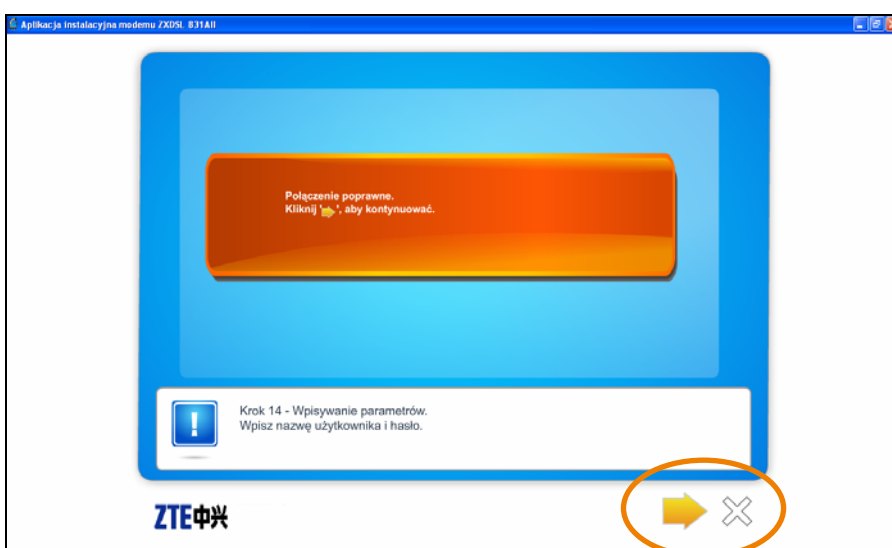 Aplikacja instalacyjna modemu ZXDSL 831AII
Połączenie poprawne.
Kliknij '➡', aby kontynuować.
Krok 14 - Wpisywanie parametrów.
Wpisz nazwę użytkownika i hasło.
ZTE中兴